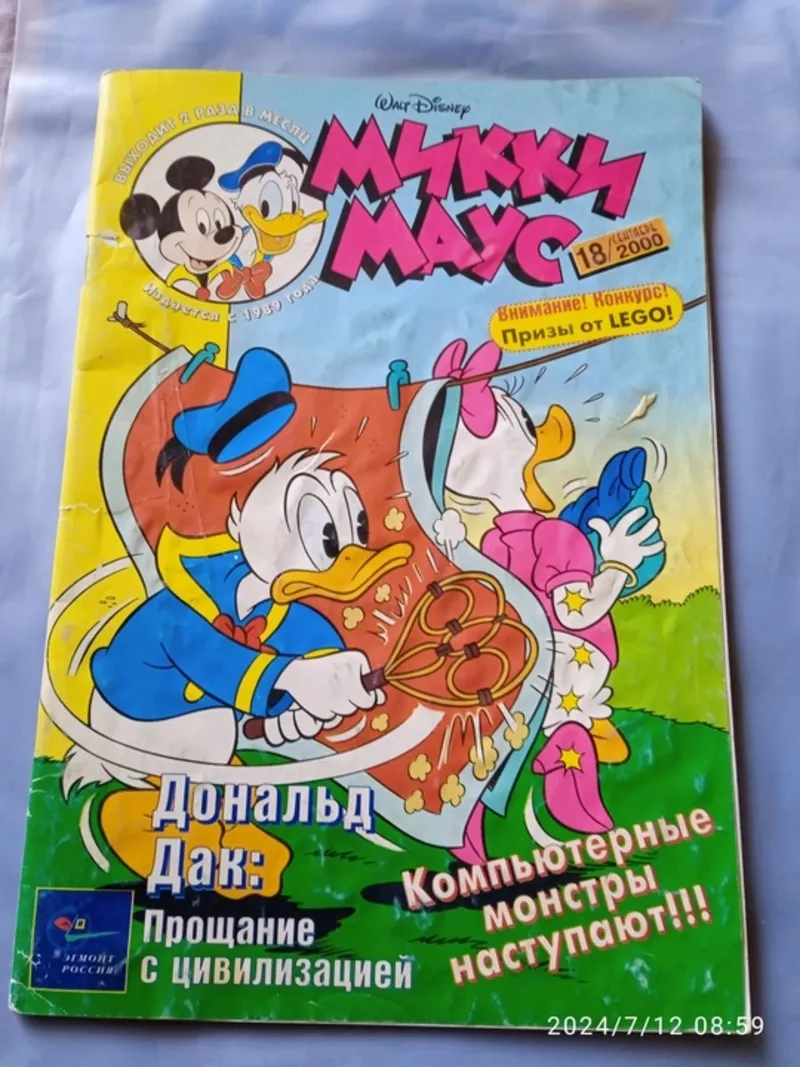 Walt Disney
ВЫХОДИТ 2 РАЗА В МЕСЯЦ
МИККИ
МАУС
18/СЕНТЯБРЬ 2000
Издается с 1989 года
Внимание! Конкурс!
Призы от LEGO!
Дональд
Дак:
Прощание
с цивилизацией
Компьютерные
монстры
наступают!!!
ЭГМОНТ
РОССИЯ
2024/7/12 08:59